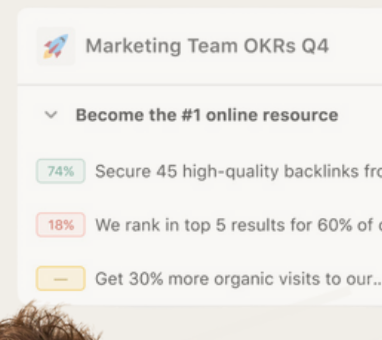 Marketing Team OKRs Q4
Become the #1 online resource
74% Secure 45 high-quality backlinks
18% We rank in top 5 results for 60% of
— Get 30% more organic visits to our...